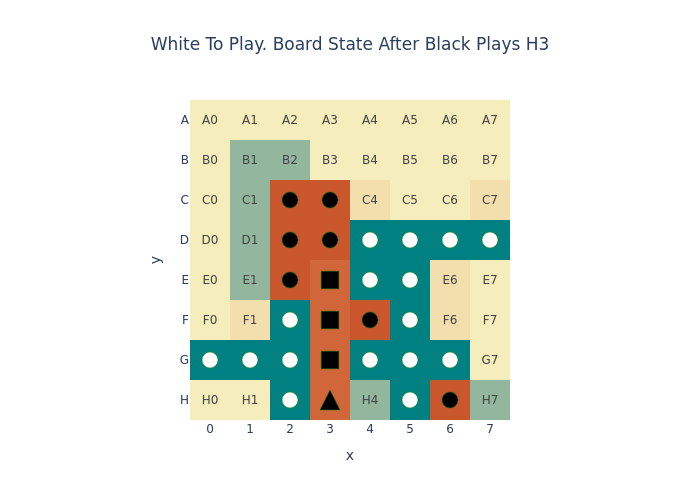 White To Play. Board State After Black Plays H3
A A0 A1 A2 A3 A4 A5 A6 A7
B B0 B1 B2 B3 B4 B5 B6 B7
C C0 C1 C4 C5 C6 C7
D D0 D1
y
E E0 E1 E6 E7
F F0 F1 F6 F7
G G7
H H0 H1 H4 H7
0 1 2 3 4 5 6 7
x